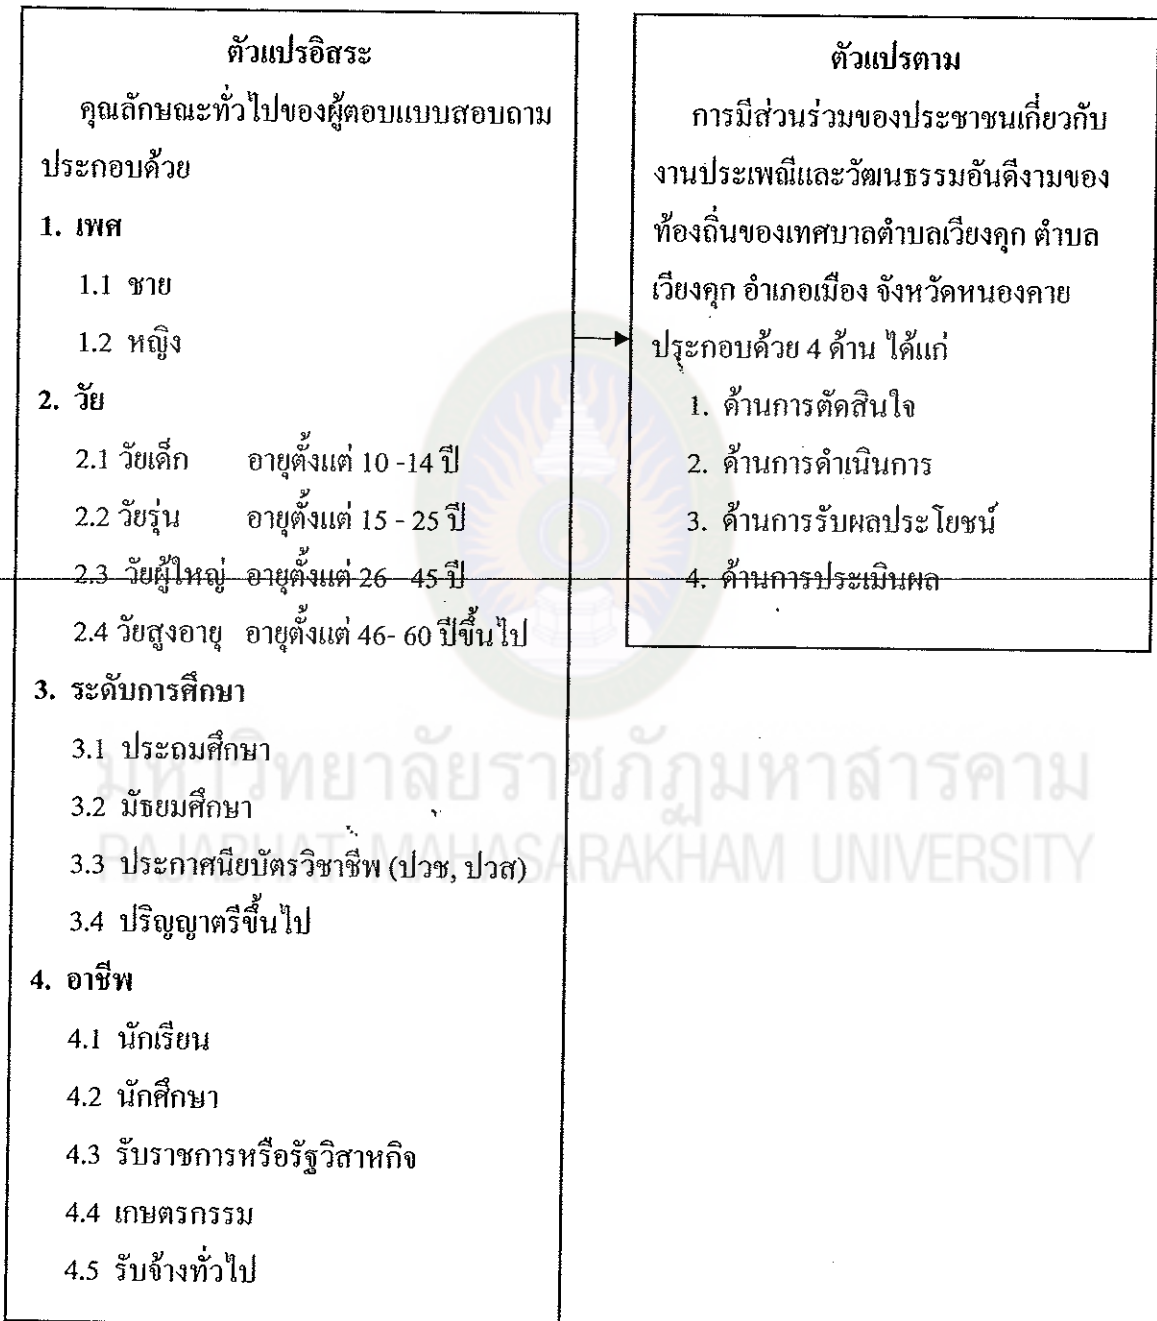 ตัวแปรอิสระ
คุณลักษณะทั่วไปของผู้ตอบแบบสอบถาม
ประกอบด้วย
1. เพศ
1.1 ชาย
1.2 หญิง
2. วัย
2.1 วัยเด็ก อายุตั้งแต่ 10 -14 ปี
2.2 วัยรุ่น อายุตั้งแต่ 15 - 25 ปี
2.3 วัยผู้ใหญ่ อายุตั้งแต่ 26 - 45 ปี
2.4 วัยสูงอายุ อายุตั้งแต่ 46- 60 ปีขึ้นไป
3. ระดับการศึกษา
3.1 ประถมศึกษา
3.2 มัธยมศึกษา
3.3 ประกาศนียบัตรวิชาชีพ (ปวช, ปวส)
3.4 ปริญญาตรีขึ้นไป
4. อาชีพ
4.1 นักเรียน
4.2 นักศึกษา
4.3 รับราชการหรือรัฐวิสาหกิจ
4.4 เกษตรกรรม
4.5 รับจ้างทั่วไป
ตัวแปรตาม
การมีส่วนร่วมของประชาชนเกี่ยวกับ
งานประเพณีและวัฒนธรรมอันดีงามของ
ท้องถิ่นของเทศบาลตำบลเวียงคุก ตำบล
เวียงคุก อำเภอเมือง จังหวัดหนองคาย
ประกอบด้วย 4 ด้าน ได้แก่
1. ด้านการตัดสินใจ
2. ด้านการดำเนินการ
3. ด้านการรับผลประโยชน์
4. ด้านการประเมินผล
มหาวิทยาลัยราชภัฏมหาสารคาม
RAJABHAT MAHASARAKHAM UNIVERSITY